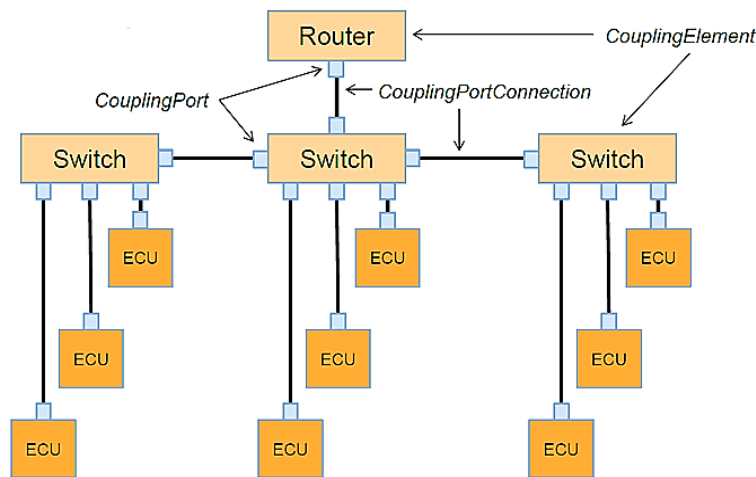 Router
CouplingElement
CouplingPort
CouplingPortConnection
Switch
Switch
Switch
ECU
ECU
ECU
ECU
ECU
ECU
ECU
ECU
ECU